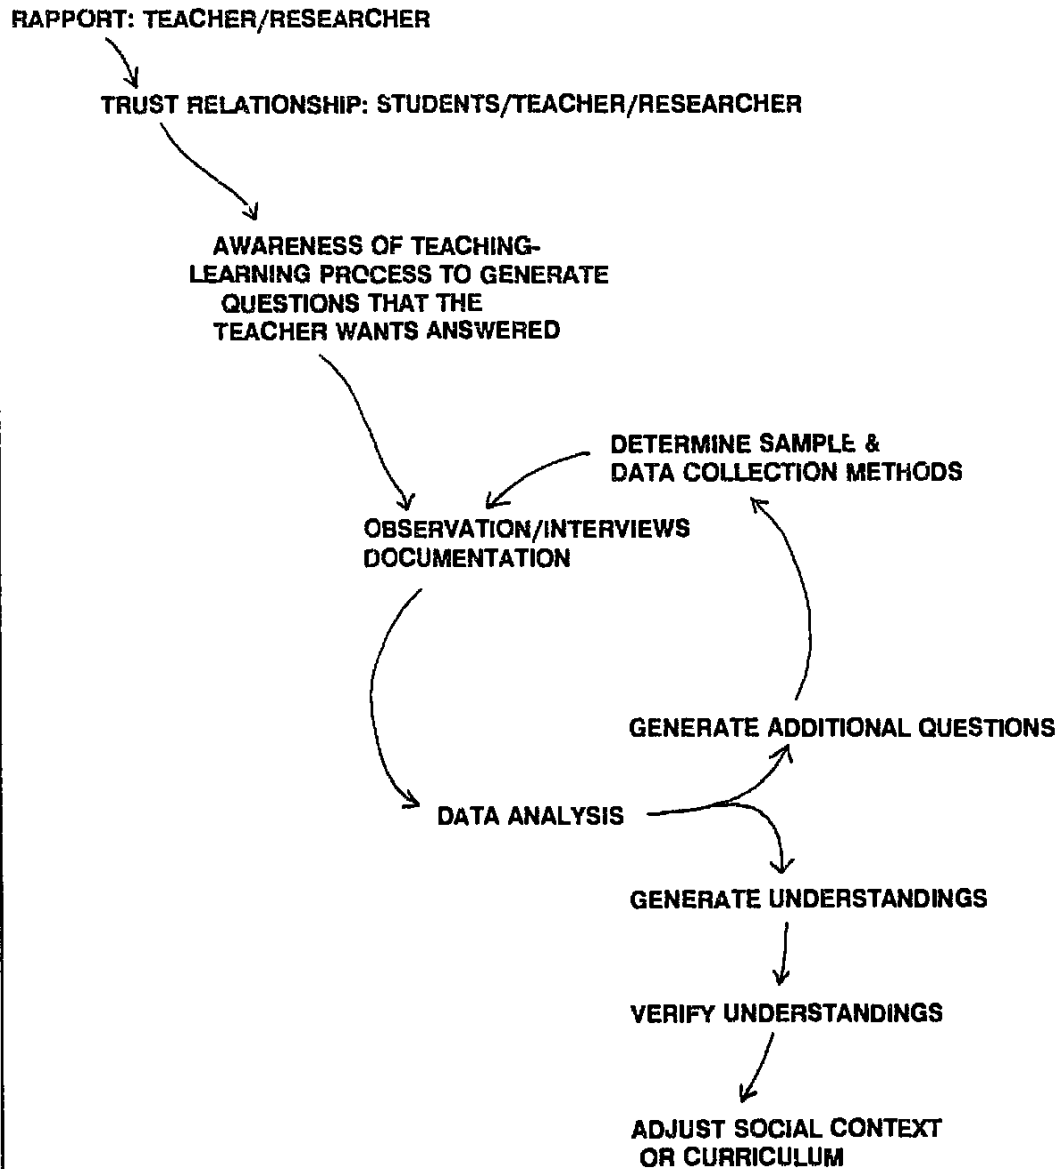 RAPPORT: TEACHER/RESEARCHER
TRUST RELATIONSHIP: STUDENTS/TEACHER/RESEARCHER
AWARENESS OF TEACHING-
LEARNING PROCESS TO GENERATE
QUESTIONS THAT THE
TEACHER WANTS ANSWERED
DETERMINE SAMPLE &
DATA COLLECTION METHODS
OBSERVATION/INTERVIEWS
DOCUMENTATION
GENERATE ADDITIONAL QUESTIONS
DATA ANALYSIS
GENERATE UNDERSTANDINGS
VERIFY UNDERSTANDINGS
ADJUST SOCIAL CONTEXT
OR CURRICULUM